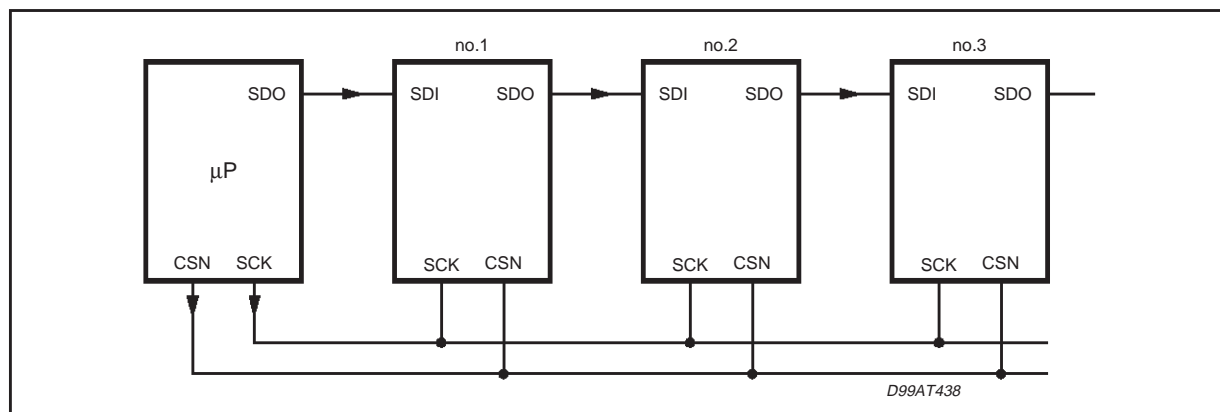 no.1 no.2 no.3
SDO SDI SDO SDI SDO SDI SDO
μP
CSN SCK SCK CSN SCK CSN SCK CSN
D99AT438